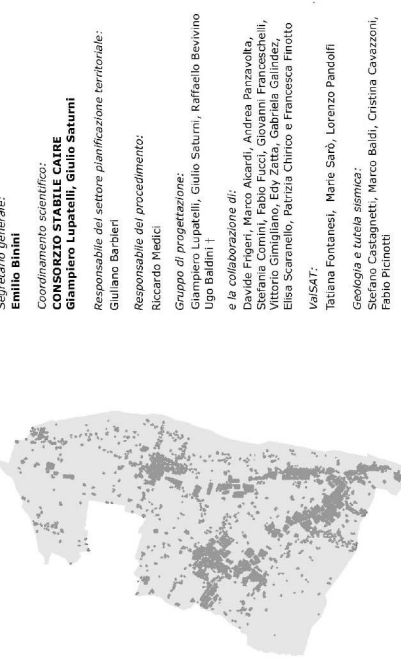 Segretario generale:
Emilio Binini
Coordinamento scientifico:
CONSORZIO STABILE CAIRE
Giampiero Lupatelli, Giulio Saturni
Responsabile del settore pianificazione territoriale:
Giuliano Barbieri
Responsabile del procedimento:
Riccardo Medici
Gruppo di progettazione:
Giampiero Lupatelli, Giulio Saturni, Raffaello Bevivino
Ugo Baldini †
e la collaborazione di:
Davide Frigeri, Marco Aicardi, Andrea Panzavolta,
Stefania Comini, Fabio Fucci, Giovanni Franceschelli,
Vittorio Gimigliano, Edy Zatta, Gabriela Galindez,
Elisa Scaranello, Patrizia Chirico e Francesca Finotto
ValSAT:
Tatiana Fontanesi, Marie Sarò, Lorenzo Pandolfi
Geologia e tutela sismica:
Stefano Castagnetti, Marco Baldi, Cristina Cavazzoni,
Fabio Picinotti